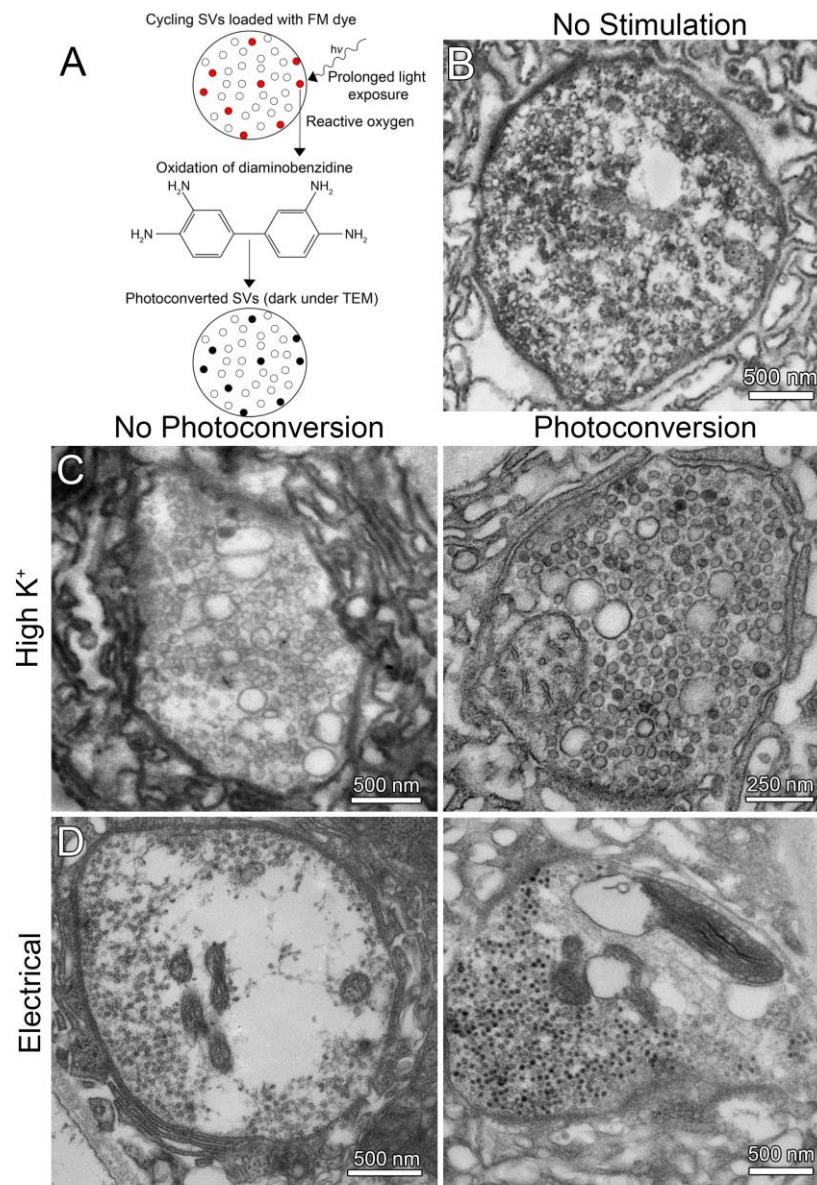 A
Cycling SVs loaded with FM dye
hν
Prolonged light
exposure
Reactive oxygen
Oxidation of diaminobenzidine
H₂N
NH₂
H₂N
NH₂
Photoconverted SVs (dark under TEM)
No Stimulation
B
500 nm
No Photoconversion
Photoconversion
High K⁺
C
500 nm
250 nm
Electrical
D
500 nm
500 nm